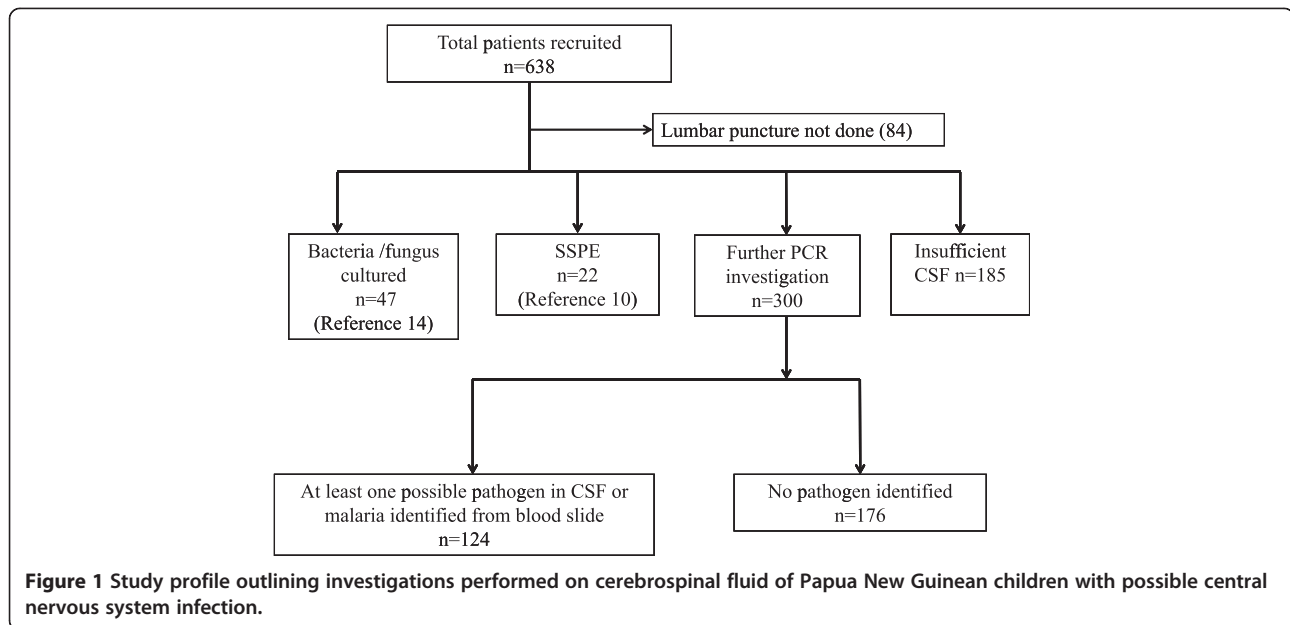 Total patients recruited
n=638
Lumbar puncture not done (84)
Bacteria /fungus
cultured
n=47
(Reference 14)
SSPE
n=22
(Reference 10)
Further PCR
investigation
n=300
Insufficient
CSF n=185
At least one possible pathogen in CSF or
malaria identified from blood slide
n=124
No pathogen identified
n=176
Figure 1 Study profile outlining investigations performed on cerebrospinal fluid of Papua New Guinean children with possible central
nervous system infection.